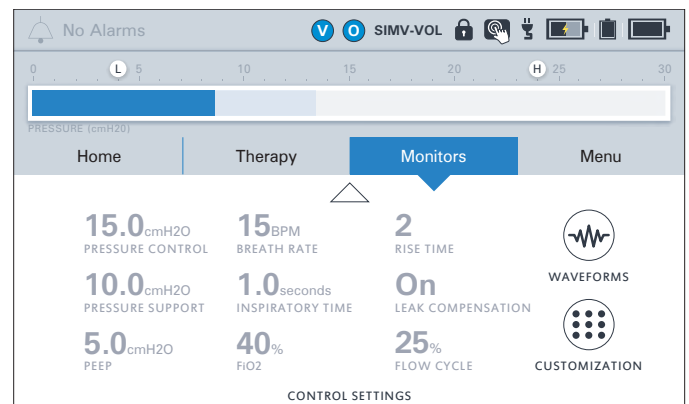 No Alarms V O SIMV-VOL
0 L 5 10 15 20 H 25 30
PRESSURE (cmH20)
Home Therapy Monitors Menu
15.0cmH2O 15BPM 2
PRESSURE CONTROL BREATH RATE RISE TIME
WAVEFORMS
10.0cmH2O 1.0seconds On
PRESSURE SUPPORT INSPIRATORY TIME LEAK COMPENSATION
5.0cmH2O 40% 25%
PEEP FiO2 FLOW CYCLE CUSTOMIZATION
CONTROL SETTINGS